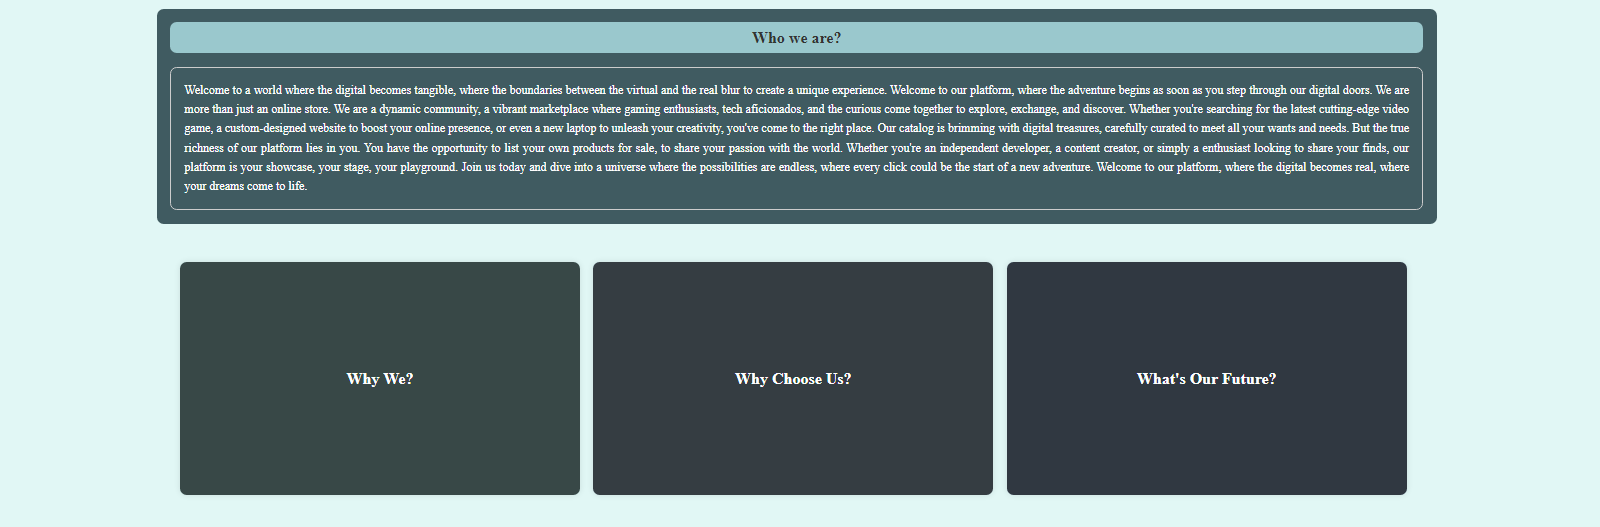 Who we are?
Welcome to a world where the digital becomes tangible, where the boundaries between the virtual and the real blur to create a unique experience. Welcome to our platform, where the adventure begins as soon as you step through our digital doors. We are
more than just an online store. We are a dynamic community, a vibrant marketplace where gaming enthusiasts, tech aficionados, and the curious come together to explore, exchange, and discover. Whether you're searching for the latest cutting-edge video
game, a custom-designed website to boost your online presence, or even a new laptop to unleash your creativity, you've come to the right place. Our catalog is brimming with digital treasures, carefully curated to meet all your wants and needs. But the true
richness of our platform lies in you. You have the opportunity to list your own products for sale, to share your passion with the world. Whether you're an independent developer, a content creator, or simply a enthusiast looking to share your finds, our
platform is your showcase, your stage, your playground. Join us today and dive into a universe where the possibilities are endless, where every click could be the start of a new adventure. Welcome to our platform, where the digital becomes real, where
your dreams come to life.
Why We?
Why Choose Us?
What's Our Future?